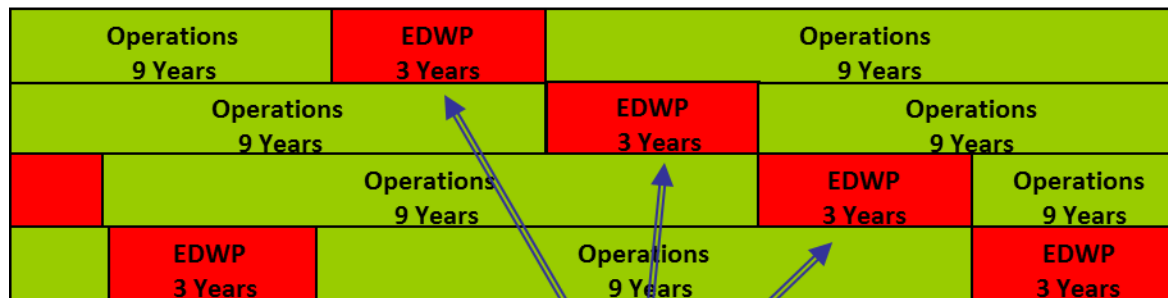 Operations EDWP Operations
9 Years 3 Years 9 Years
Operations EDWP Operations
9 Years 3 Years 9 Years
Operations EDWP Operations
9 Years 3 Years 9 Years
EDWP Operations EDWP
3 Years 9 Years 3 Years